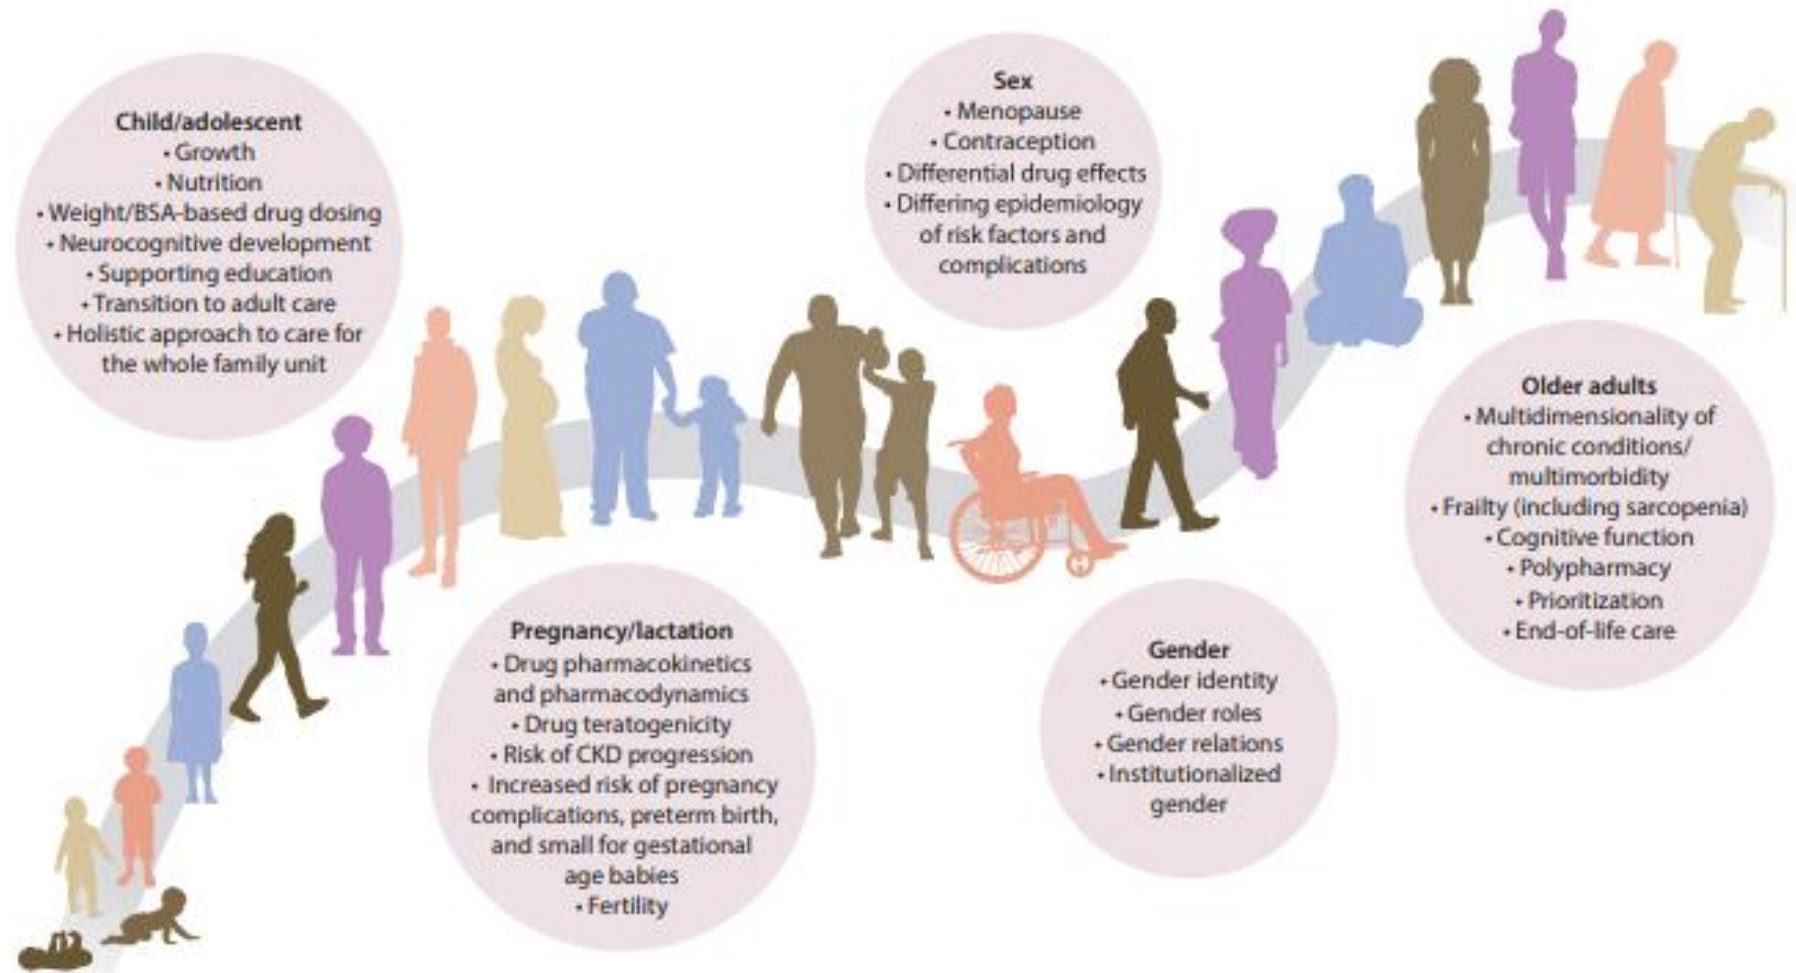 Child/adolescent
• Growth
• Nutrition
• Weight/BSA-based drug dosing
• Neurocognitive development
• Supporting education
• Transition to adult care
• Holistic approach to care for
the whole family unit
Sex
• Menopause
• Contraception
• Differential drug effects
• Differing epidemiology
of risk factors and
complications
Pregnancy/lactation
• Drug pharmacokinetics
and pharmacodynamics
• Drug teratogenicity
• Risk of CKD progression
• Increased risk of pregnancy
complications, preterm birth,
and small for gestational
age babies
• Fertility
Gender
• Gender identity
• Gender roles
• Gender relations
• Institutionalized
gender
Older adults
• Multidimensionality of
chronic conditions/
multimorbidity
• Frailty (including sarcopenia)
• Cognitive function
• Polypharmacy
• Prioritization
• End-of-life care